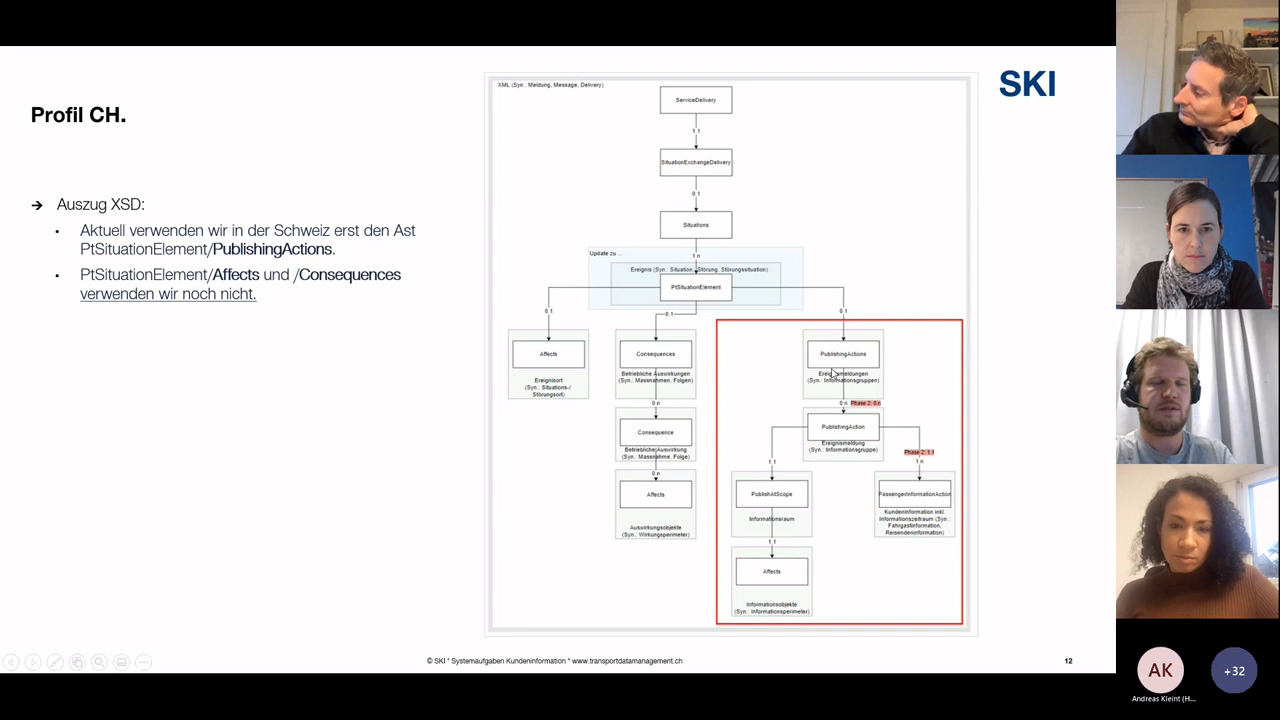 Profil CH.
➔ Auszug XSD:
• Aktuell verwenden wir in der Schweiz erst den Ast
PtSituationElement/PublishingActions.
• PtSituationElement/Affects und /Consequences
verwenden wir noch nicht.
SKI
XML (Syn.: Meldung, Message, Delivery)
ServiceDelivery
1:1
SituationExchangeDelivery
0:1
Situations
1:n
Update zu ...
Ereignis (Syn.: Situation, Störung, Störungssituation)
PtSituationElement
0:1
0:1
0:1
Affects
Ereignisort
(Syn.: Situations-/
Störungsort)
Consequences
Betriebliche Auswirkungen
(Syn.: Massnahmen, Folgen)
0:n
Consequence
Betriebliche Auswirkung
(Syn.: Massnahme, Folge)
0:n
Affects
Auswirkungsobjekte
(Syn.: Wirkungsperimeter)
PublishingActions
Ereignismeldungen
(Syn.: Informationsgruppen)
0:n Phase 2: 0:n
PublishingAction
Ereignismeldung
(Syn.: Informationsgruppe)
1:1
Phase 2: 1:1
1:n
PublishAtScope
Informationsraum
1:1
Affects
Informationsobjekte
(Syn.: Informationsperimeter)
PassengerInformationAction
Kundeninformation inkl.
Informationszeitraum (Syn.:
Fahrgastinformation,
Reisendeninformation)
© SKI * Systemaufgaben Kundeninformation * www.transportdatamanagement.ch
12
AK
Andreas Kleint (H...
+32